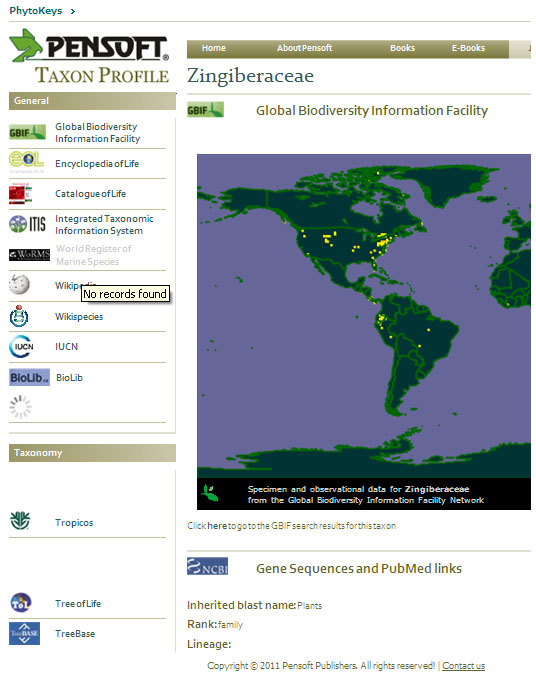 PhytoKeys >
PENSOFT®
TAXON PROFILE
Home About Pensoft Books E-Books J
Zingiberaceae
General
GBIF
Global Biodiversity
Information Facility
eol
Encyclopedia of Life
Catalogue of Life
ITIS
Integrated Taxonomic
Information System
WoRMS
World Register of
Marine Species
Wikipedia
No records found
Wikispecies
IUCN
IUCN
BioLib.cz
BioLib
Taxonomy
Tropicos
ToL
Tree of Life
TreeBASE
TreeBase
GBIF
Global Biodiversity Information Facility
Specimen and observational data for Zingiberaceae
from the Global Biodiversity Information Facility Network
Click here to go to the GBIF search results for this taxon
NCBI
Gene Sequences and PubMed links
Inherited blast name: Plants
Rank: family
Lineage:
Copyright © 2011 Pensoft Publishers. All rights reserved! | Contact us